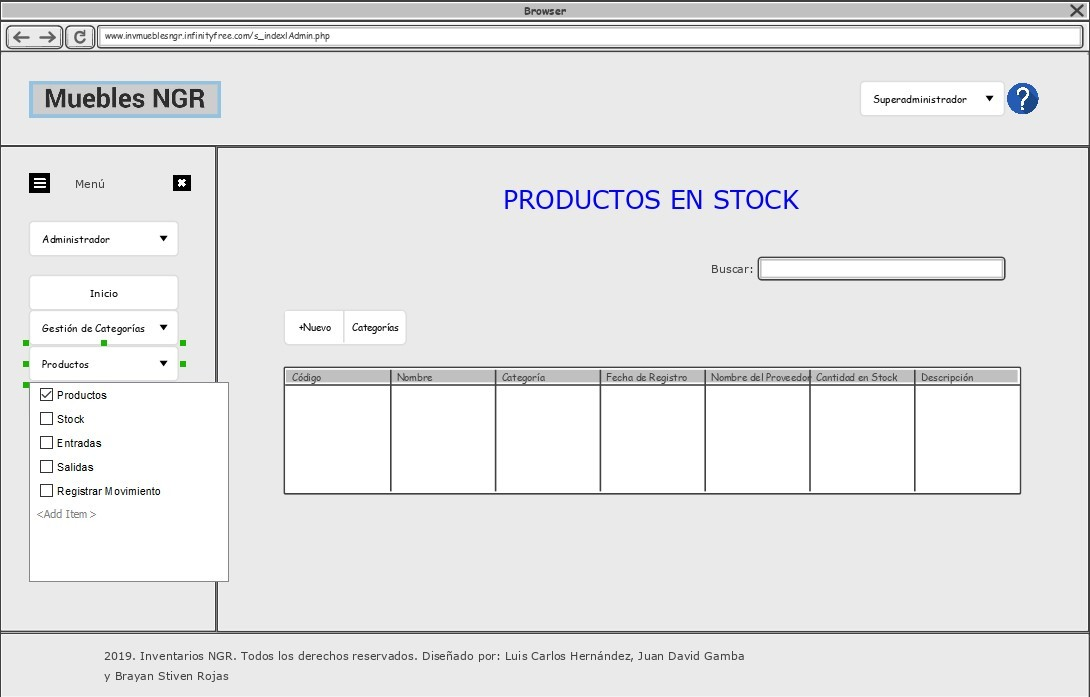 Browser
www.invmueblesngr.infinityfree.com/s_index1Admin.php
Muebles NGR
Superadministrador
?
Menú
PRODUCTOS EN STOCK
Administrador
Buscar:
Inicio
+Nuevo Categorías
Gestión de Categorías
Productos
Código Nombre Categoría Fecha de Registro Nombre del Proveedor Cantidad en Stock Descripción
Productos
Stock
Entradas
Salidas
Registrar Movimiento
<Add Item >
2019. Inventarios NGR. Todos los derechos reservados. Diseñado por: Luis Carlos Hernández, Juan David Gamba
y Brayan Stiven Rojas